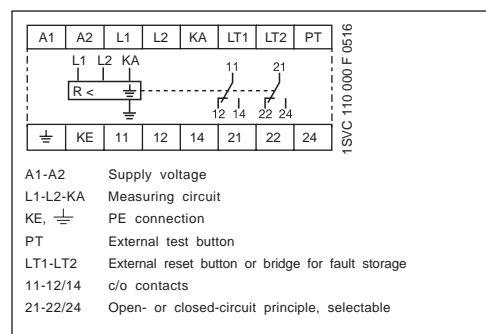 A1 A2 L1 L2 KA LT1 LT2 PT
L1 L2 KA
11 21
R <
12 14 22 24
⏚ KE 11 12 14 21 22 24
1SVC 110 000 F 0516
A1-A2 Supply voltage
L1-L2-KA Measuring circuit
KE, ⏚ PE connection
PT External test button
LT1-LT2 External reset button or bridge for fault storage
11-12/14 c/o contacts
21-22/24 Open- or closed-circuit principle, selectable